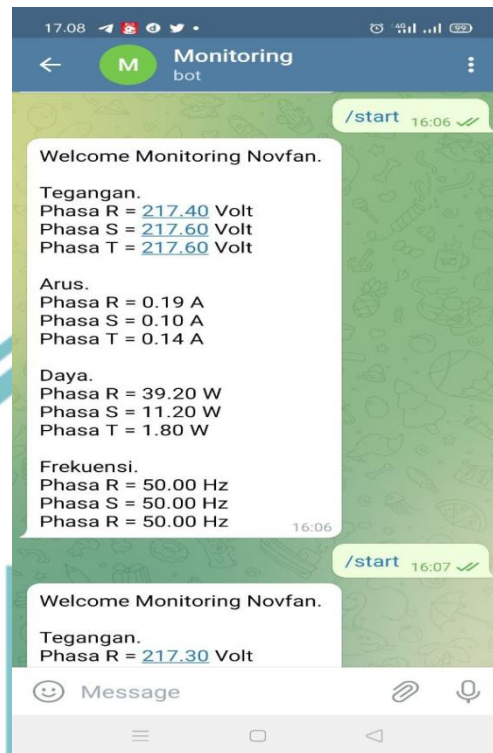 17.08
99
M
Monitoring
bot
/start 16:06
Welcome Monitoring Novfan.
Tegangan.
Phasa R = 217.40 Volt
Phasa S = 217.60 Volt
Phasa T = 217.60 Volt
Arus.
Phasa R = 0.19 A
Phasa S = 0.10 A
Phasa T = 0.14 A
Daya.
Phasa R = 39.20 W
Phasa S = 11.20 W
Phasa T = 1.80 W
Frekuensi.
Phasa R = 50.00 Hz
Phasa S = 50.00 Hz
Phasa R = 50.00 Hz
16:06
/start 16:07
Welcome Monitoring Novfan.
Tegangan.
Phasa R = 217.30 Volt
Message